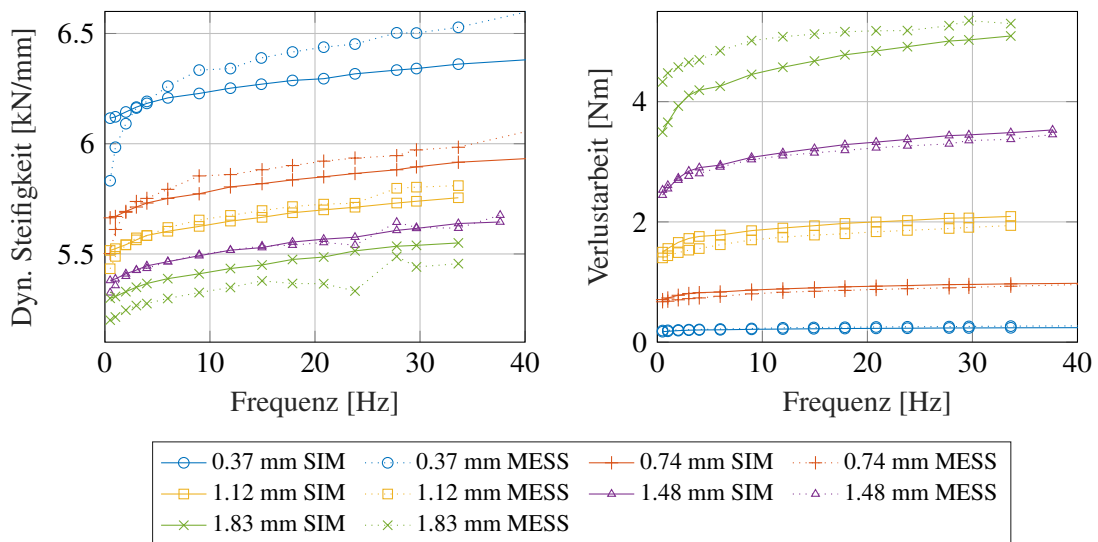 6.5
6
5.5
0
10
20
30
40
Dyn. Steifigkeit [kN/mm]
Frequenz [Hz]
4
2
0
0
10
20
30
40
Verlustarbeit [Nm]
Frequenz [Hz]
0.37 mm SIM 0.37 mm MESS 0.74 mm SIM 0.74 mm MESS
1.12 mm SIM 1.12 mm MESS 1.48 mm SIM 1.48 mm MESS
1.83 mm SIM 1.83 mm MESS